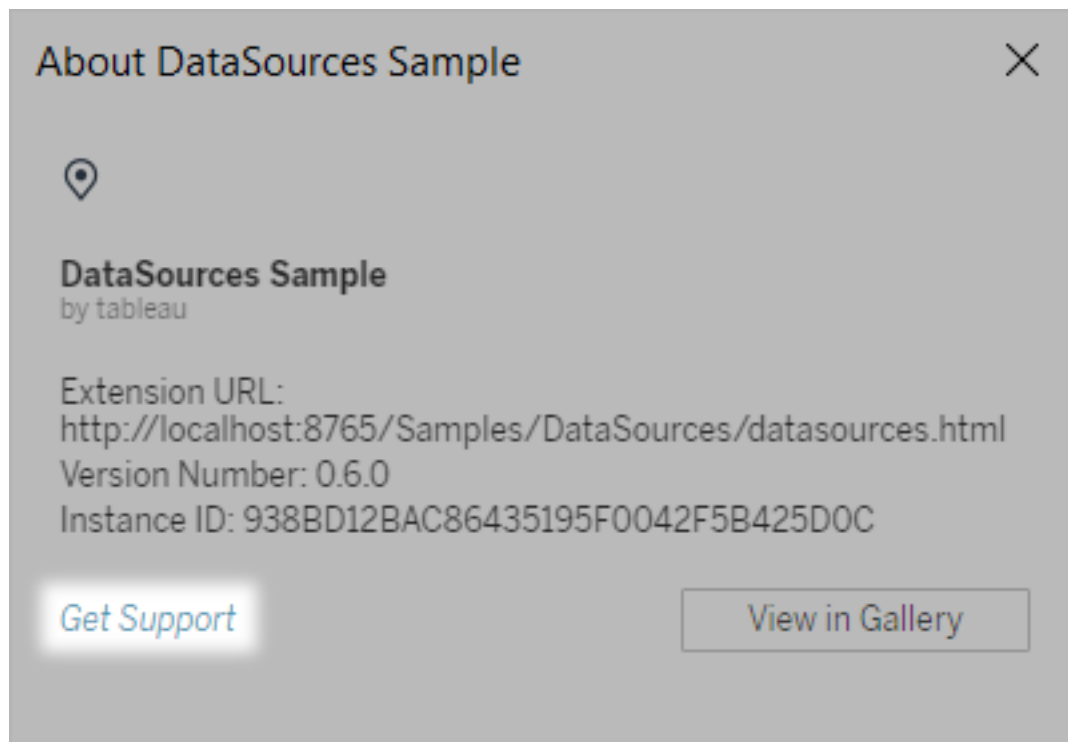 About DataSources Sample
DataSources Sample
by tableau
Extension URL:
http://localhost:8765/Samples/DataSources/datasources.html
Version Number: 0.6.0
Instance ID: 938BD12BAC86435195F0042F5B425D0C
Get Support
View in Gallery